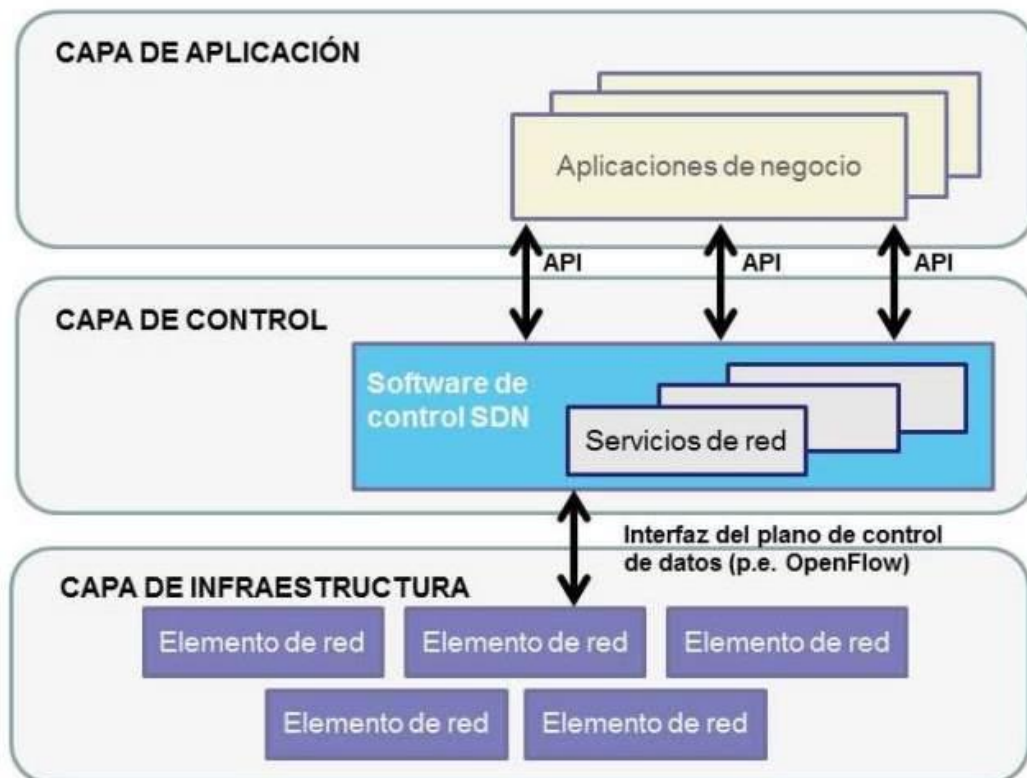 CAPA DE APLICACIÓN
Aplicaciones de negocio
API
API
API
CAPA DE CONTROL
Software de
control SDN
Servicios de red
Interfaz del plano de control
de datos (p.e. OpenFlow)
CAPA DE INFRAESTRUCTURA
Elemento de red
Elemento de red
Elemento de red
Elemento de red
Elemento de red